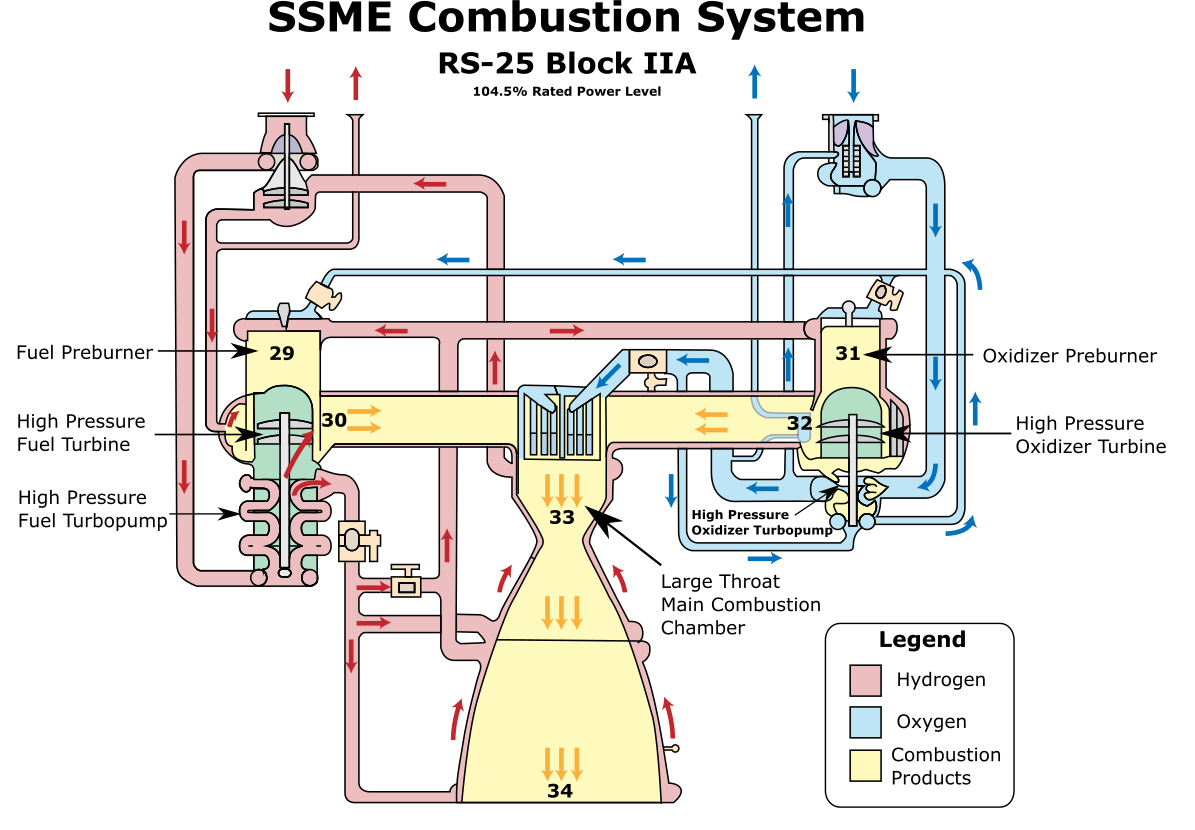 SSME Combustion System
RS-25 Block IIA
104.5% Rated Power Level
29
31
Fuel Preburner
Oxidizer Preburner
High Pressure
Fuel Turbine
30
32
High Pressure
Oxidizer Turbine
High Pressure
Fuel Turbopump
High Pressure
Oxidizer Turbopump
33
Large Throat
Main Combustion
Chamber
34
Legend
Hydrogen
Oxygen
Combustion
Products